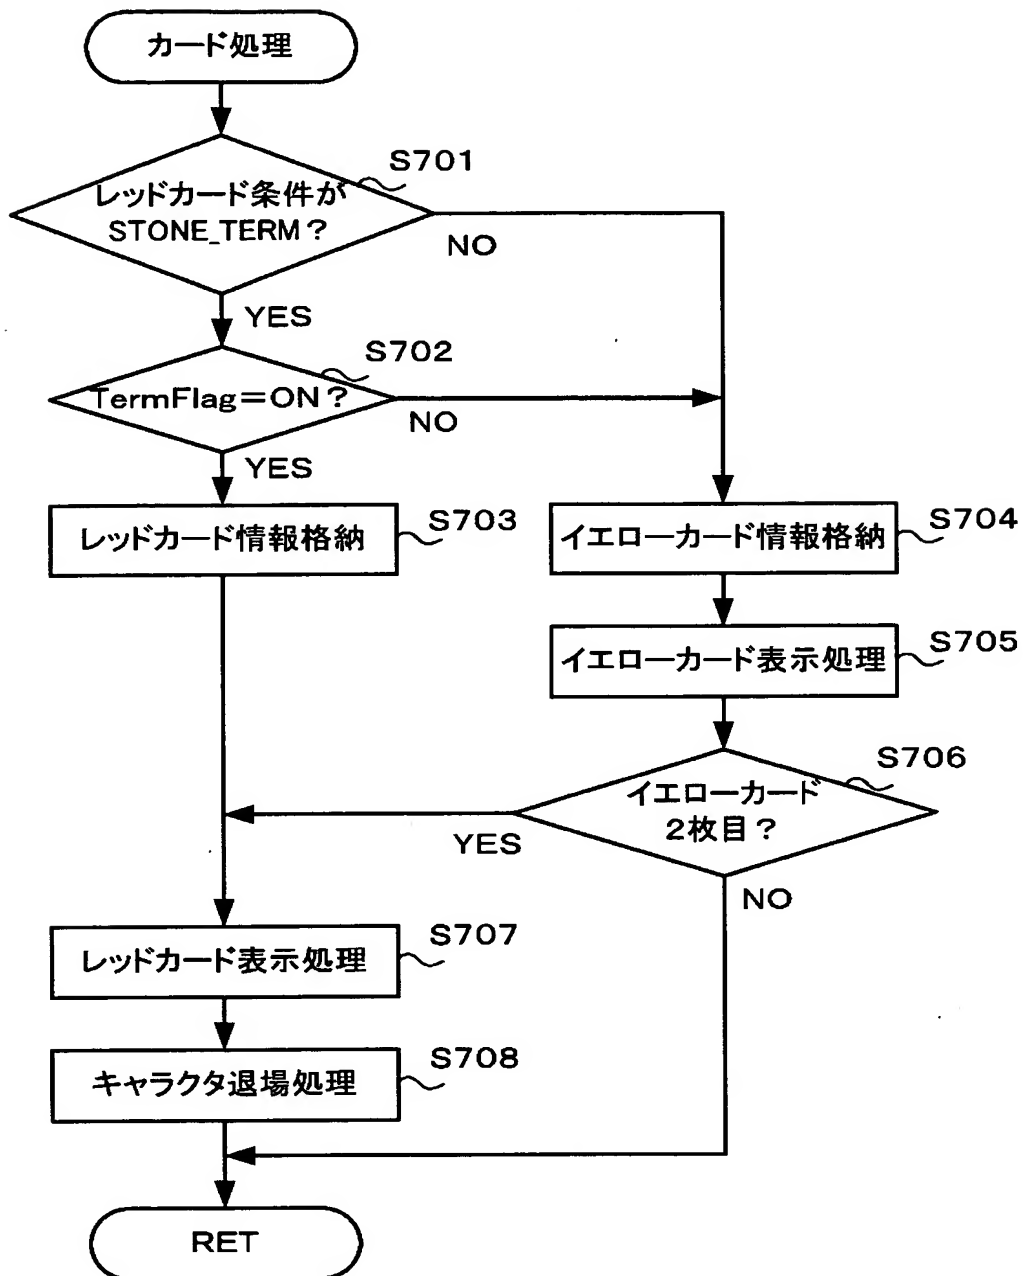 カード処理
S701
レッドカード条件が
STONE_TERM?
NO
YES
S702
TermFlag=ON?
NO
YES
S703
レッドカード情報格納
S704
イエローカード情報格納
S705
イエローカード表示処理
S706
イエローカード
2枚目?
YES
NO
S707
レッドカード表示処理
S708
キャラクタ退場処理
RET